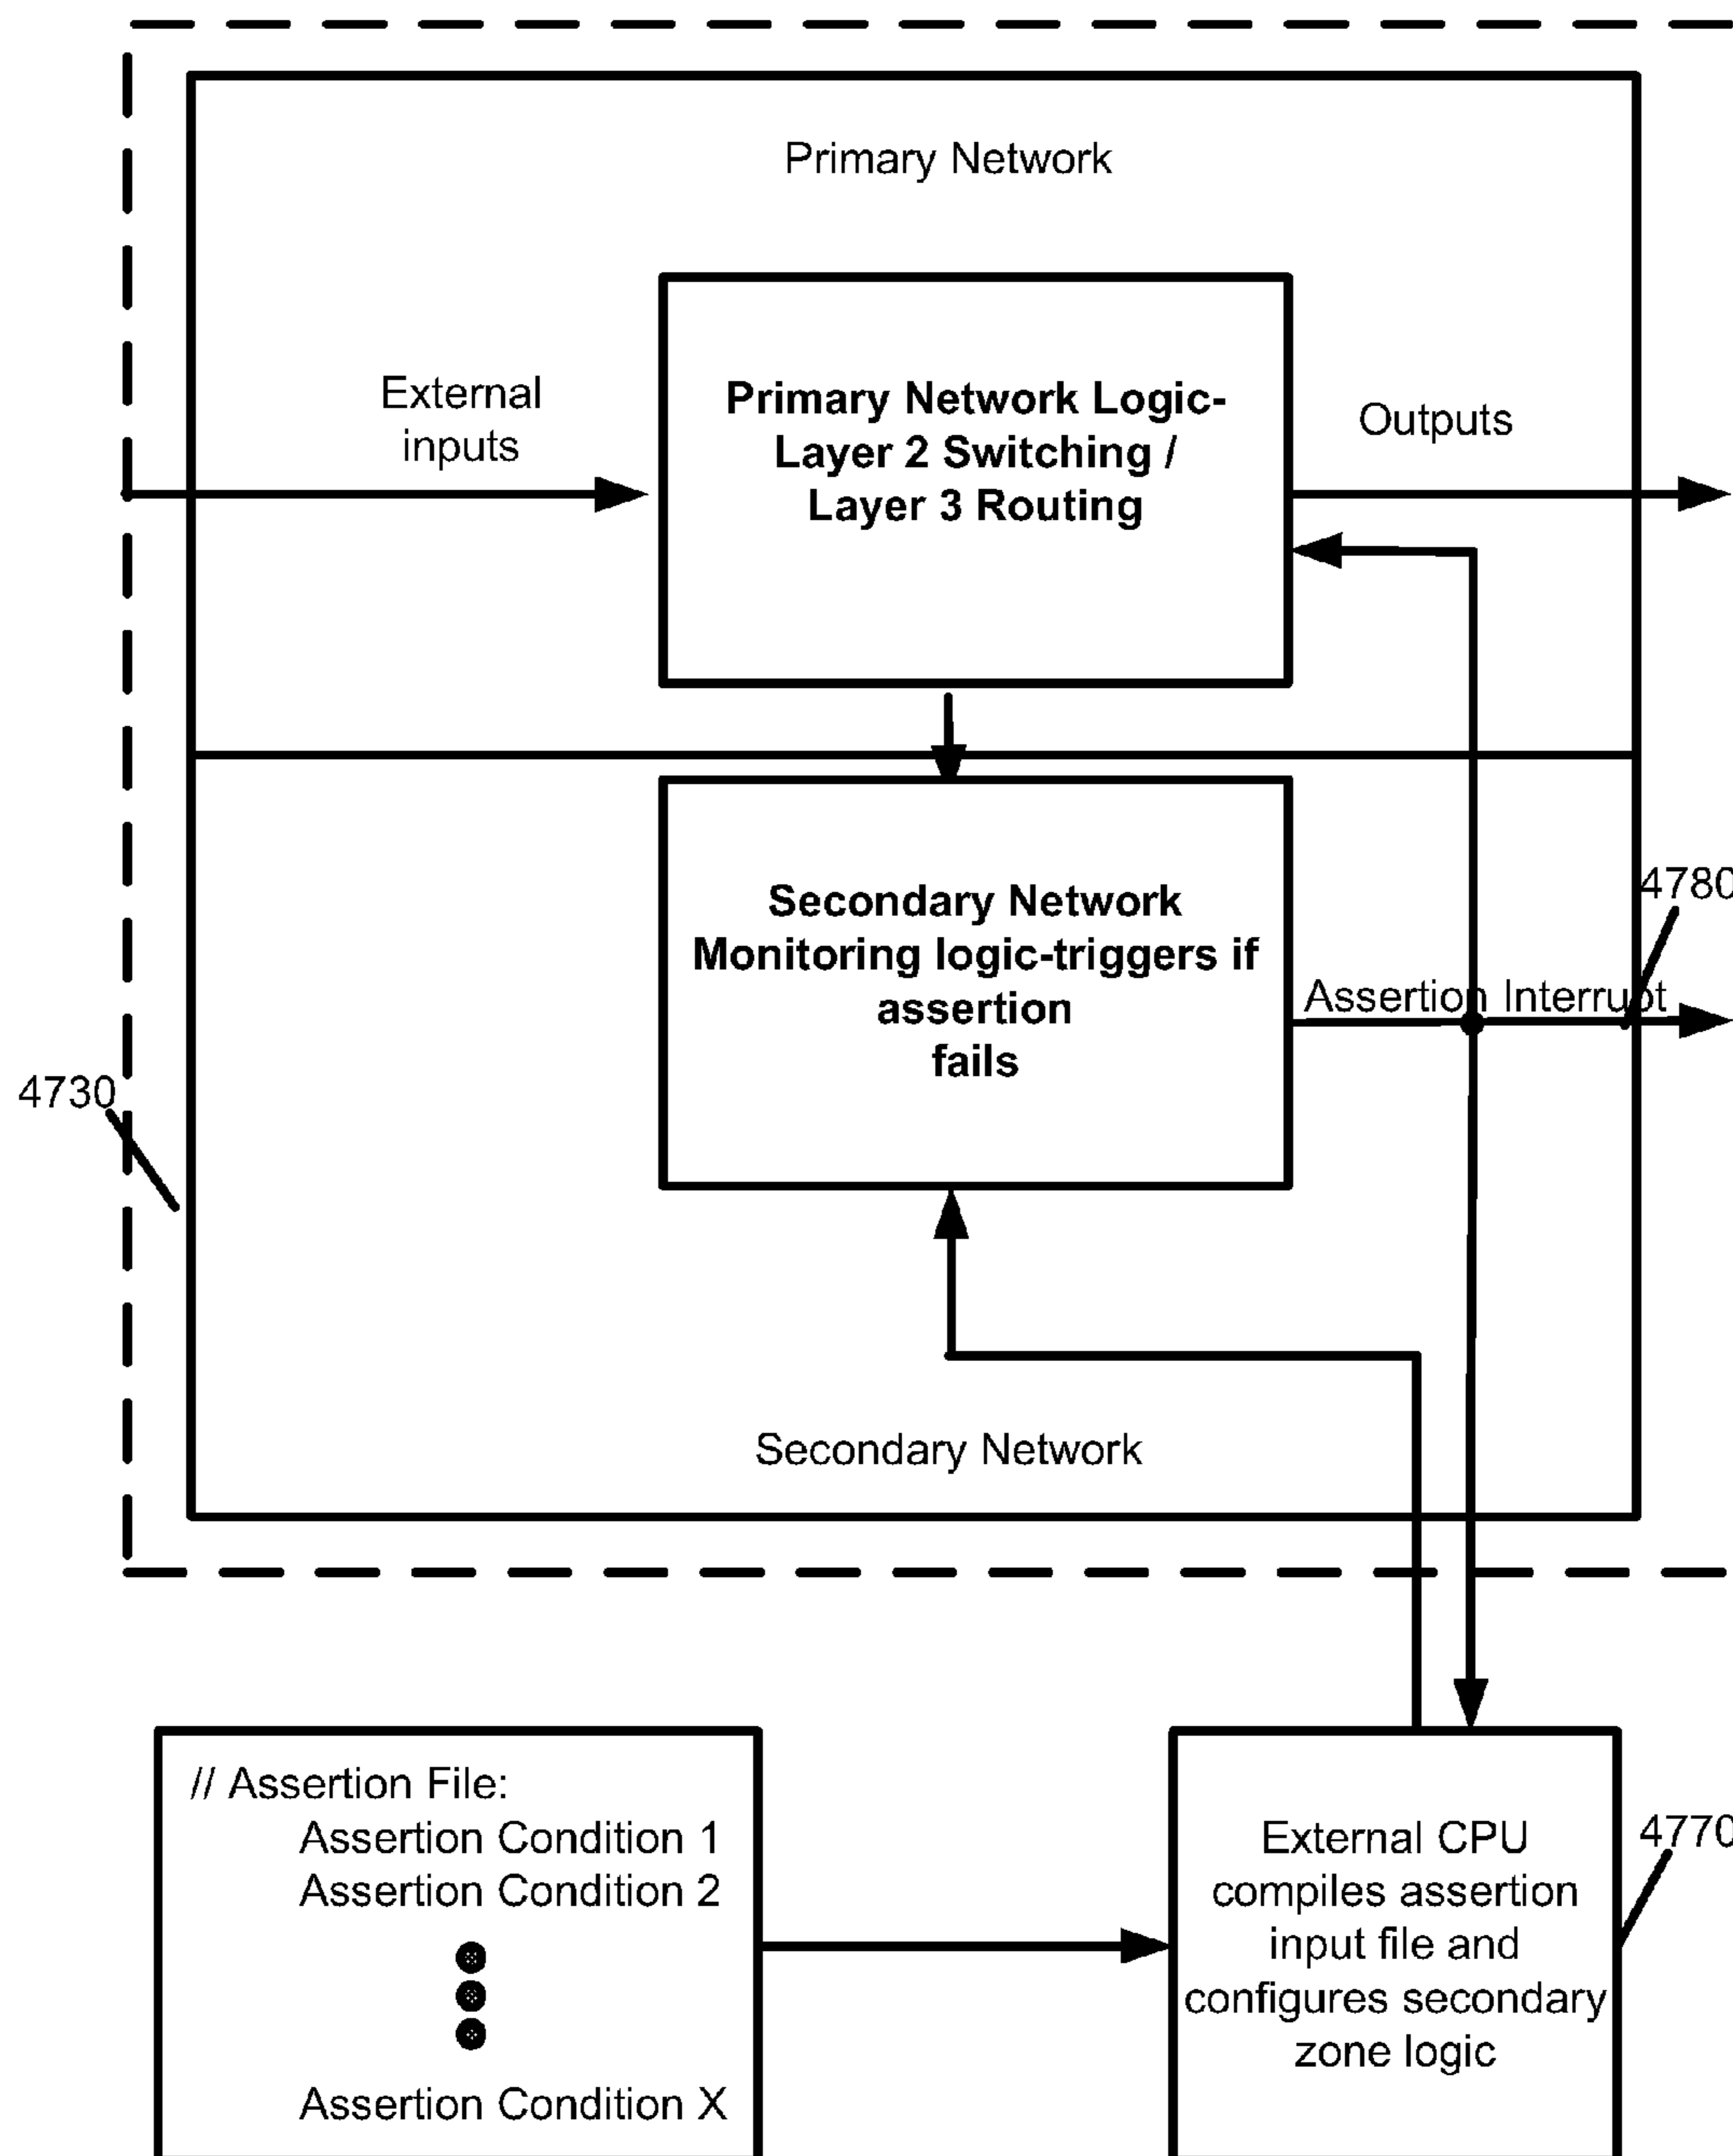 Primary Network
External
inputs
Primary Network Logic-
Layer 2 Switching /
Layer 3 Routing
Outputs
Secondary Network
Monitoring logic-triggers if
assertion
fails
4780
Assertion Interrupt
4730
Secondary Network
// Assertion File:
Assertion Condition 1
Assertion Condition 2
Assertion Condition X
External CPU
compiles assertion
input file and
configures secondary
zone logic
4770